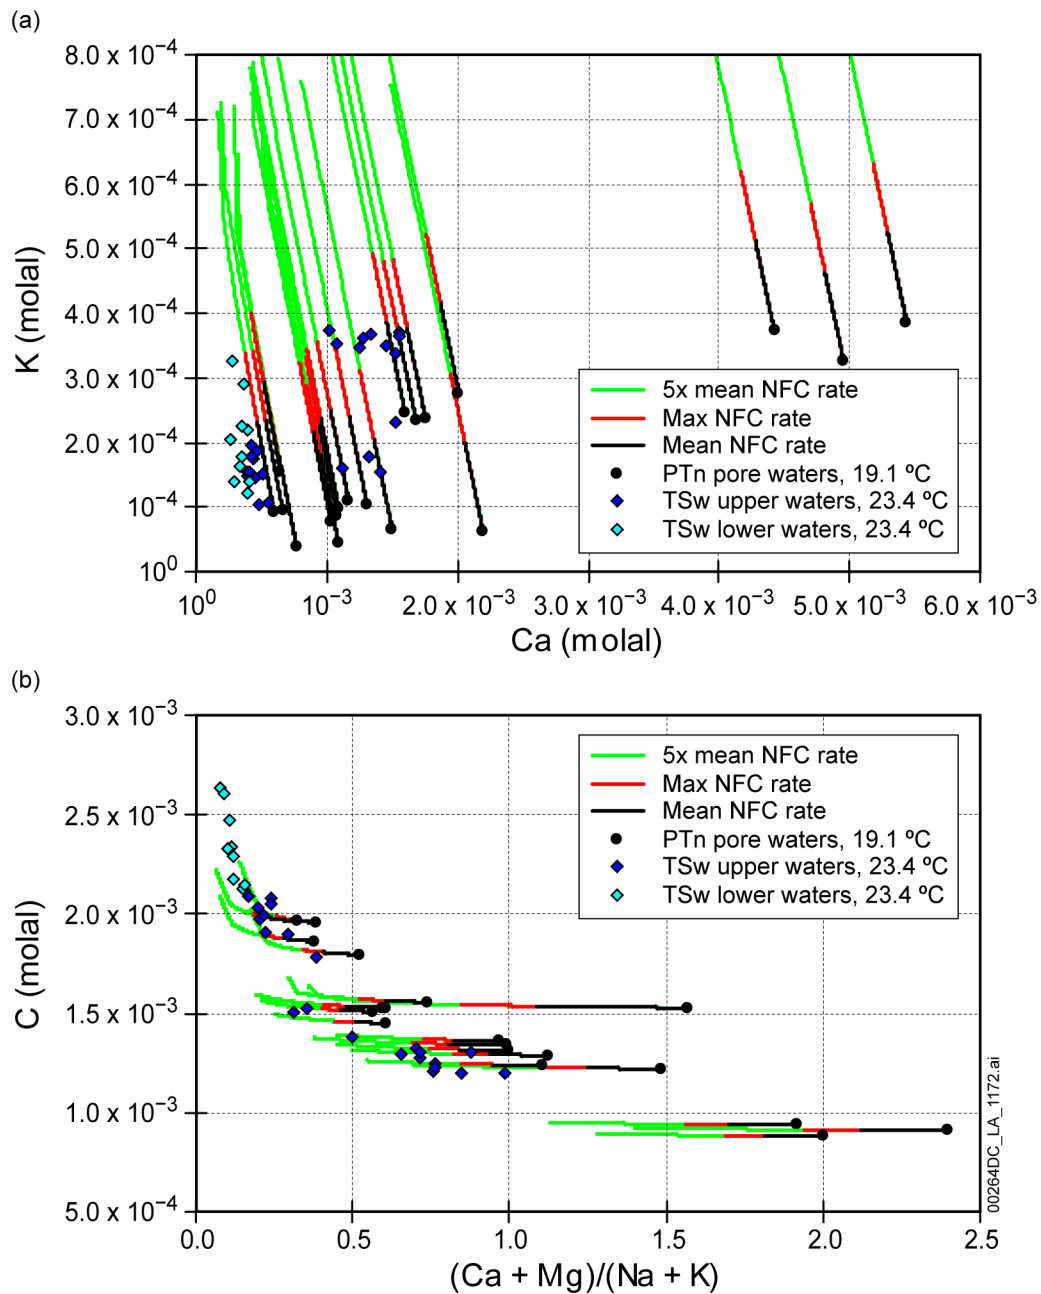 (a)
8.0 x 10⁻⁴
7.0 x 10⁻⁴
6.0 x 10⁻⁴
5.0 x 10⁻⁴
4.0 x 10⁻⁴
3.0 x 10⁻⁴
2.0 x 10⁻⁴
10⁻⁴
10⁰
K (molal)
5x mean NFC rate
Max NFC rate
Mean NFC rate
PTn pore waters, 19.1 ºC
TSw upper waters, 23.4 ºC
TSw lower waters, 23.4 ºC
10⁰ 10⁻³ 2.0 x 10⁻³ 3.0 x 10⁻³ 4.0 x 10⁻³ 5.0 x 10⁻³ 6.0 x 10⁻³
Ca (molal)
(b)
3.0 x 10⁻³
2.5 x 10⁻³
2.0 x 10⁻³
1.5 x 10⁻³
1.0 x 10⁻³
5.0 x 10⁻⁴
C (molal)
5x mean NFC rate
Max NFC rate
Mean NFC rate
PTn pore waters, 19.1 ºC
TSw upper waters, 23.4 ºC
TSw lower waters, 23.4 ºC
0.0 0.5 1.0 1.5 2.0 2.5
(Ca + Mg)/(Na + K)
00264DC_LA_1172.ai